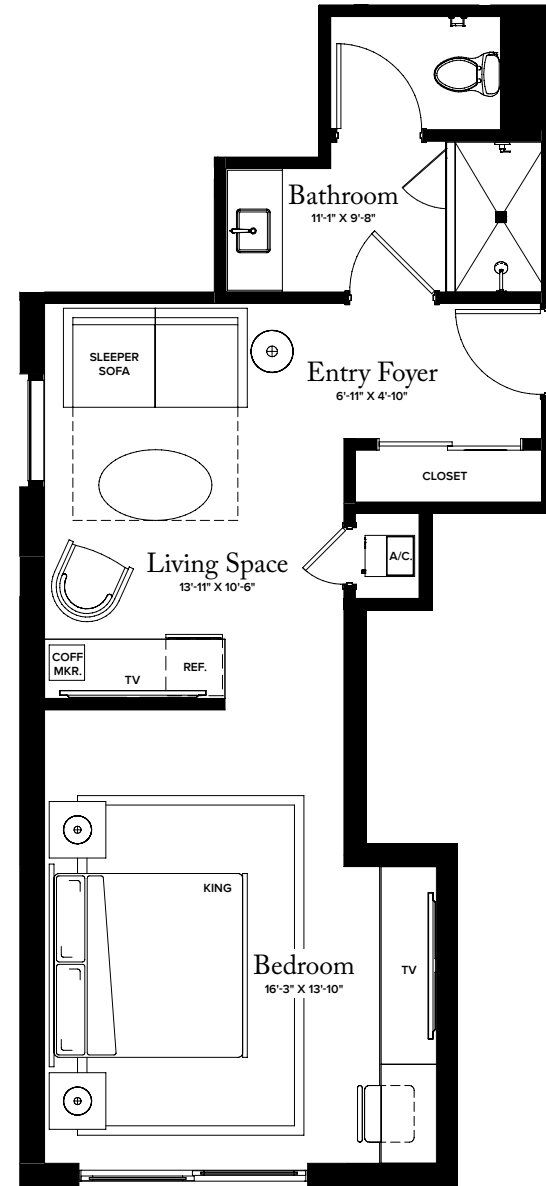 Bathroom
11'-1" X 9'-8"
SLEEPER
SOFA
Entry Foyer
6'-11" X 4'-10"
CLOSET
A/C.
Living Space
13'-11" X 10'-6"
COFF
MKR.
TV
REF.
KING
Bedroom
16'-3" X 13'-10"
TV